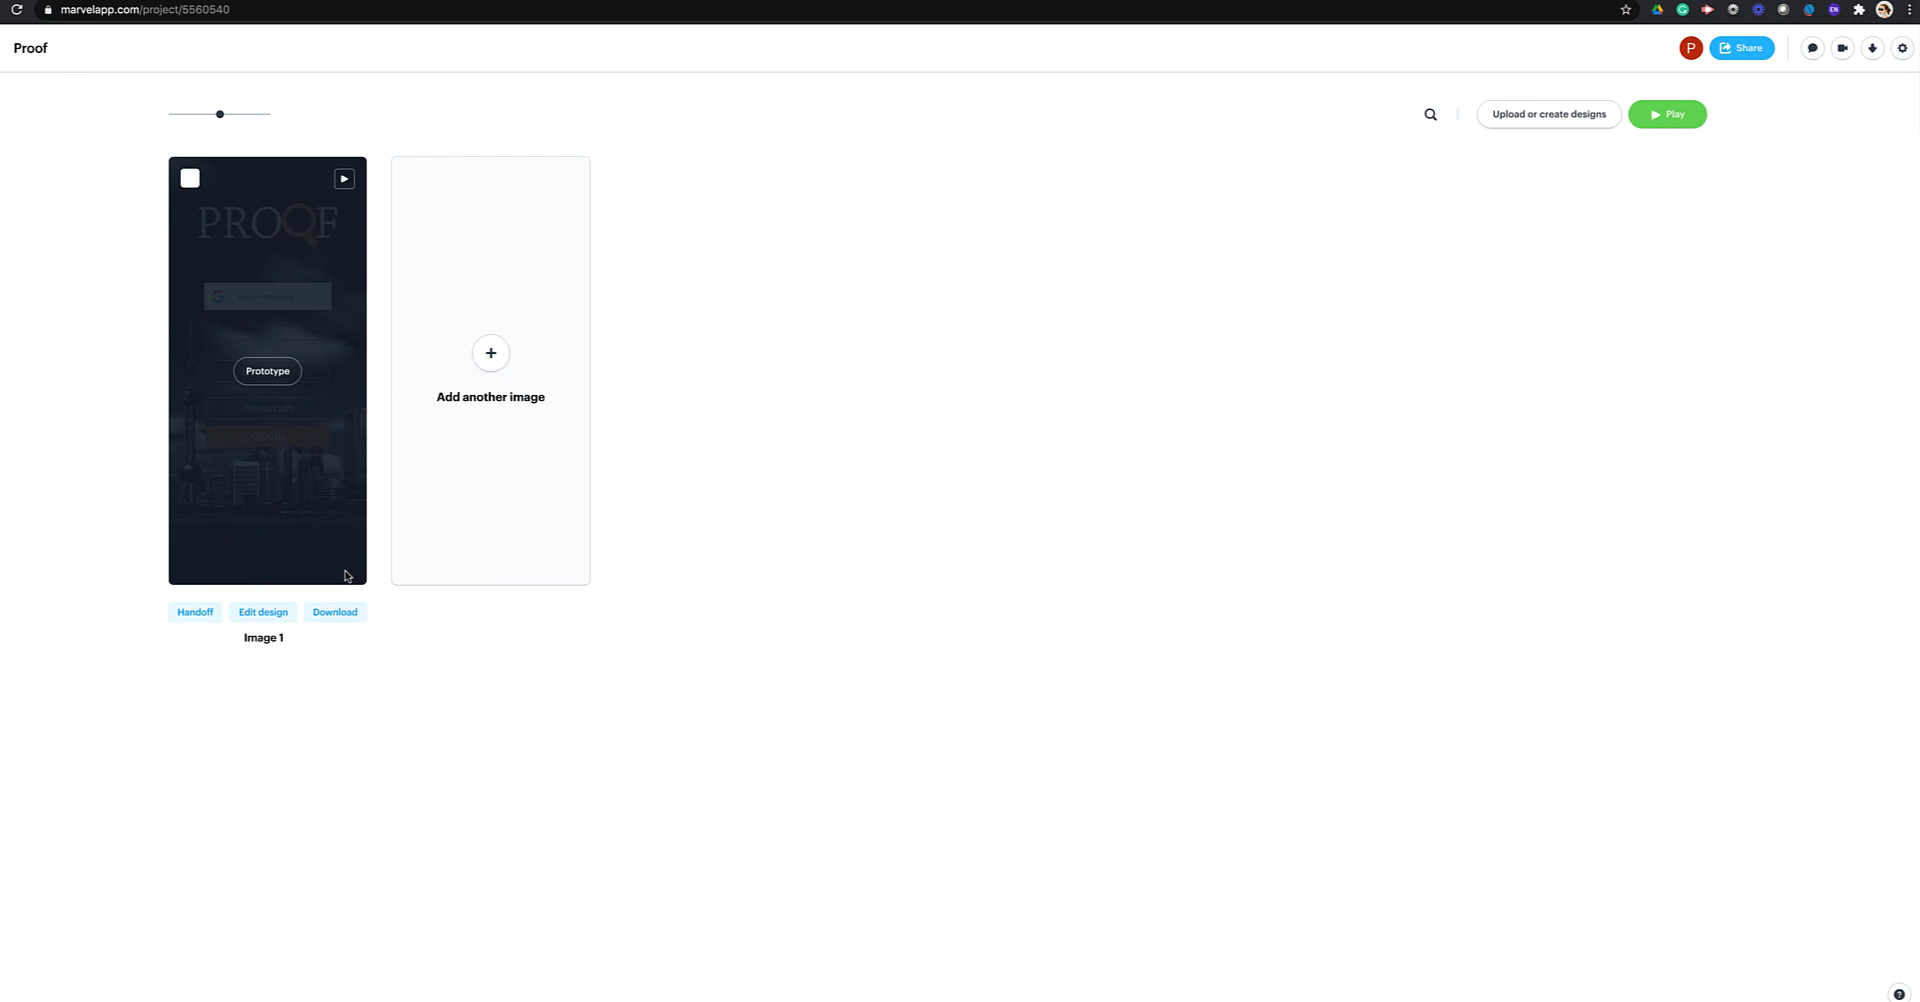 marvelapp.com/project/5560540
EN
Proof
P
Share
Upload or create designs
Play
PROOF
G
Prototype
PASSWORD
SIGN IN
+
Add another image
Handoff
Edit design
Download
Image 1
?